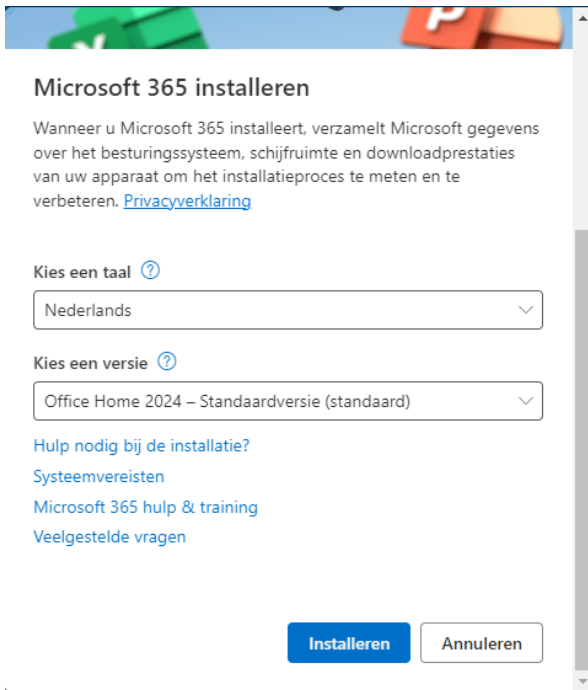 Microsoft 365 installeren
Wanneer u Microsoft 365 installeert, verzamelt Microsoft gegevens
over het besturingssysteem, schijfruimte en downloadprestaties
van uw apparaat om het installatieproces te meten en te
verbeteren. Privacyverklaring
Kies een taal ?
Nederlands
Kies een versie ?
Office Home 2024 – Standaardversie (standaard)
Hulp nodig bij de installatie?
Systeemvereisten
Microsoft 365 hulp & training
Veelgestelde vragen
Installeren Annuleren